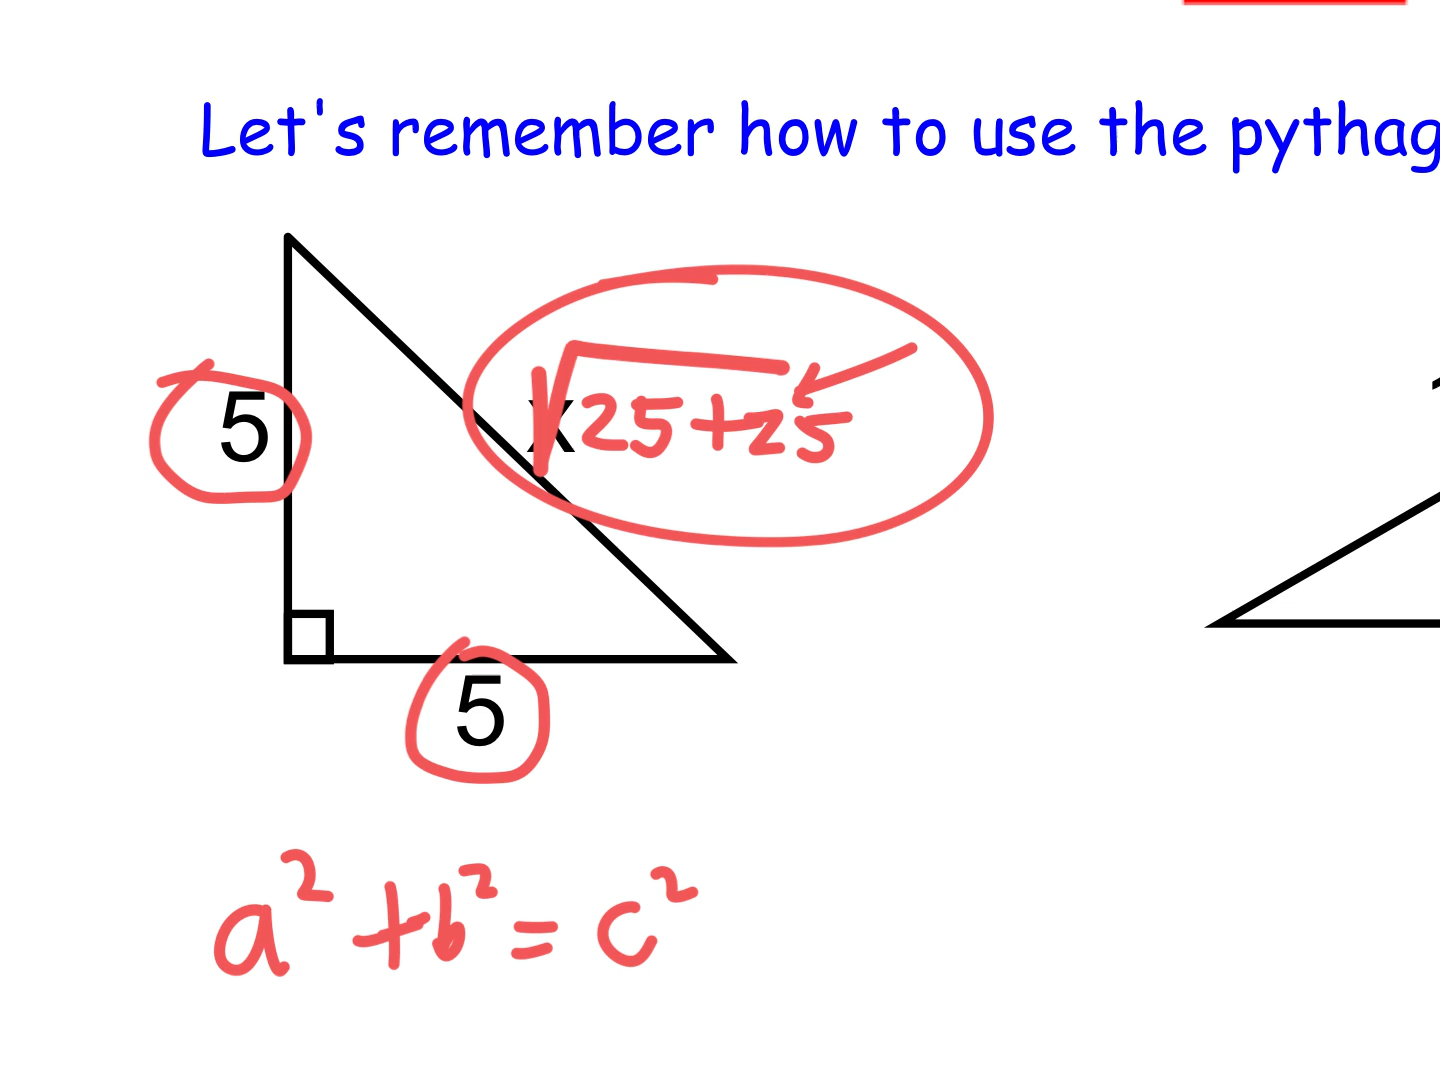 Let's remember how to use the pythag
5
x √25+25
5
a² + b² = c²